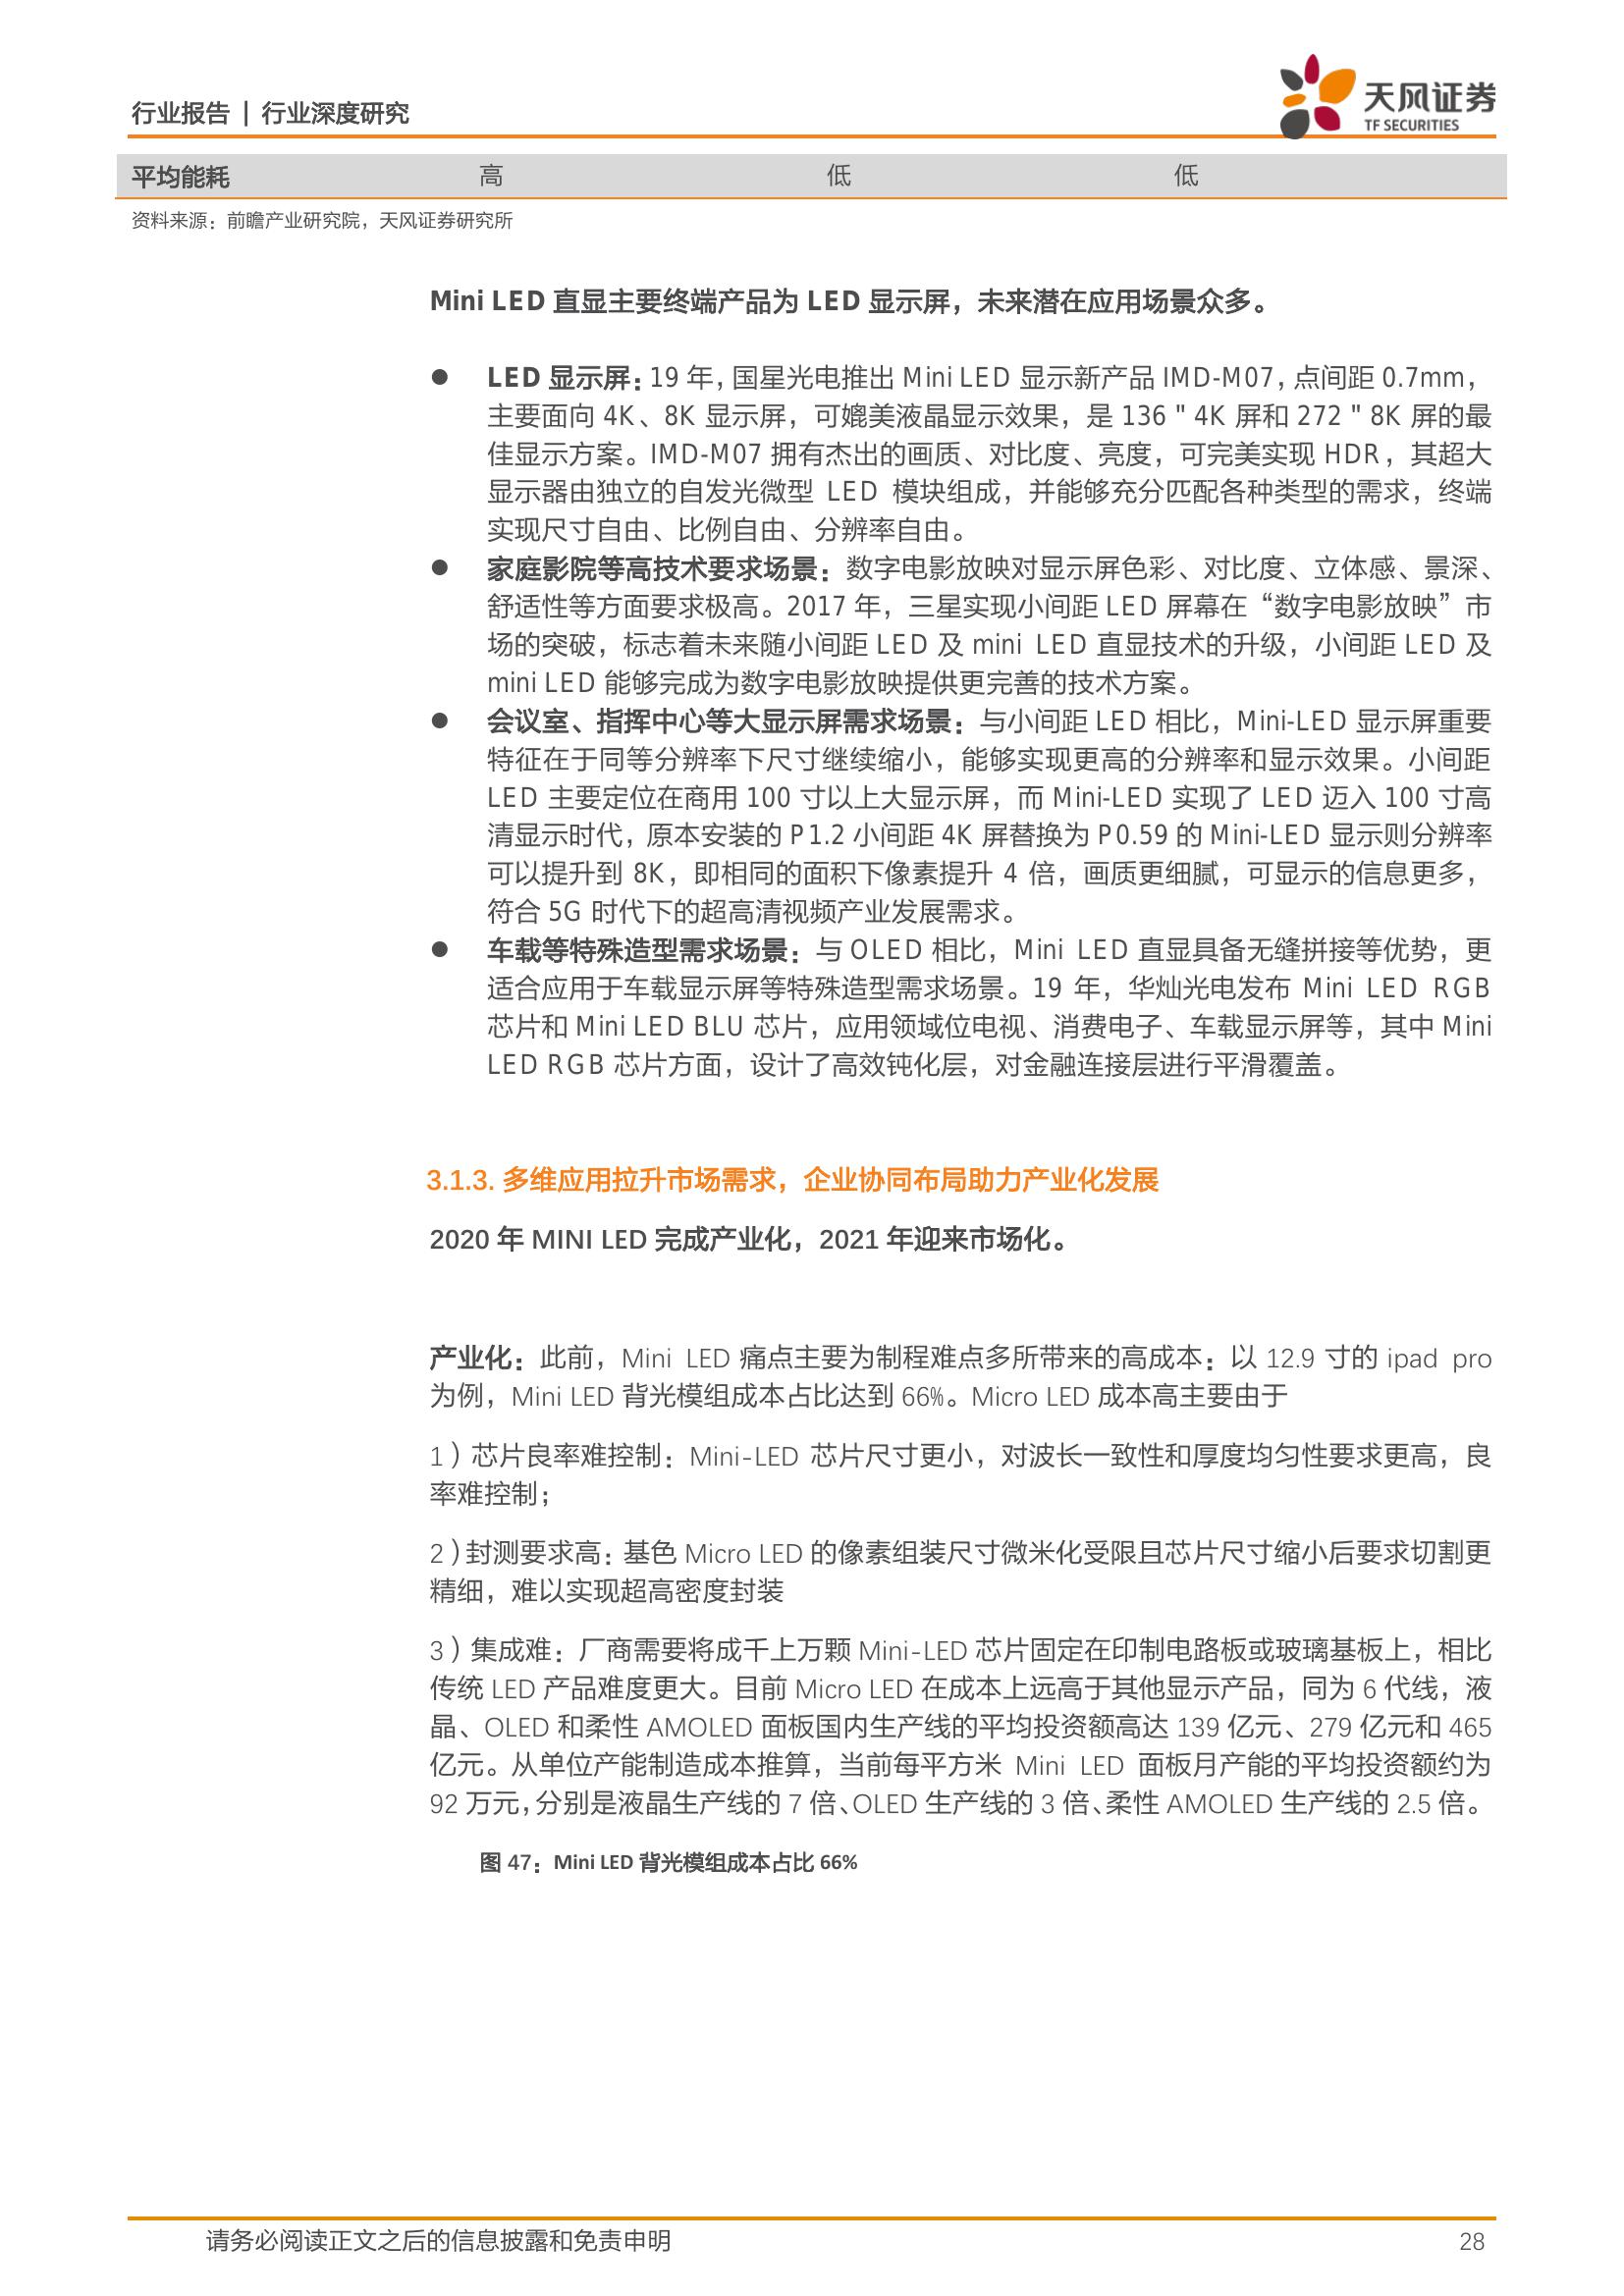 行业报告 | 行业深度研究
天风证券
TF SECURITIES
平均能耗 高 低 低
资料来源：前瞻产业研究院，天风证券研究所
Mini LED 直显主要终端产品为 LED 显示屏，未来潜在应用场景众多。
● LED 显示屏：19 年，国星光电推出 Mini LED 显示新产品 IMD-M07，点间距 0.7mm，
主要面向 4K、8K 显示屏，可媲美液晶显示效果，是 136＂4K 屏和 272＂8K 屏的最
佳显示方案。IMD-M07 拥有杰出的画质、对比度、亮度，可完美实现 HDR，其超大
显示器由独立的自发光微型 LED 模块组成，并能够充分匹配各种类型的需求，终端
实现尺寸自由、比例自由、分辨率自由。
● 家庭影院等高技术要求场景：数字电影放映对显示屏色彩、对比度、立体感、景深、
舒适性等方面要求极高。2017 年，三星实现小间距 LED 屏幕在“数字电影放映”市
场的突破，标志着未来随小间距 LED 及 mini LED 直显技术的升级，小间距 LED 及
mini LED 能够完成为数字电影放映提供更完善的技术方案。
● 会议室、指挥中心等大显示屏需求场景：与小间距 LED 相比，Mini-LED 显示屏重要
特征在于同等分辨率下尺寸继续缩小，能够实现更高的分辨率和显示效果。小间距
LED 主要定位在商用 100 寸以上大显示屏，而 Mini-LED 实现了 LED 迈入 100 寸高
清显示时代，原本安装的 P1.2 小间距 4K 屏替换为 P0.59 的 Mini-LED 显示则分辨率
可以提升到 8K，即相同的面积下像素提升 4 倍，画质更细腻，可显示的信息更多，
符合 5G 时代下的超高清视频产业发展需求。
● 车载等特殊造型需求场景：与 OLED 相比，Mini LED 直显具备无缝拼接等优势，更
适合应用于车载显示屏等特殊造型需求场景。19 年，华灿光电发布 Mini LED RGB
芯片和 Mini LED BLU 芯片，应用领域位电视、消费电子、车载显示屏等，其中 Mini
LED RGB 芯片方面，设计了高效钝化层，对金融连接层进行平滑覆盖。
3.1.3. 多维应用拉升市场需求，企业协同布局助力产业化发展
2020 年 MINI LED 完成产业化，2021 年迎来市场化。
产业化：此前，Mini LED 痛点主要为制程难点多所带来的高成本：以 12.9 寸的 ipad pro
为例，Mini LED 背光模组成本占比达到 66%。Micro LED 成本高主要由于
1）芯片良率难控制：Mini-LED 芯片尺寸更小，对波长一致性和厚度均匀性要求更高，良
率难控制；
2）封测要求高：基色 Micro LED 的像素组装尺寸微米化受限且芯片尺寸缩小后要求切割更
精细，难以实现超高密度封装
3）集成难：厂商需要将成千上万颗 Mini-LED 芯片固定在印制电路板或玻璃基板上，相比
传统 LED 产品难度更大。目前 Micro LED 在成本上远高于其他显示产品，同为 6 代线，液
晶、OLED 和柔性 AMOLED 面板国内生产线的平均投资额高达 139 亿元、279 亿元和 465
亿元。从单位产能制造成本推算，当前每平方米 Mini LED 面板月产能的平均投资额约为
92 万元，分别是液晶生产线的 7 倍、OLED 生产线的 3 倍、柔性 AMOLED 生产线的 2.5 倍。
图 47：Mini LED 背光模组成本占比 66%
请务必阅读正文之后的信息披露和免责申明 28